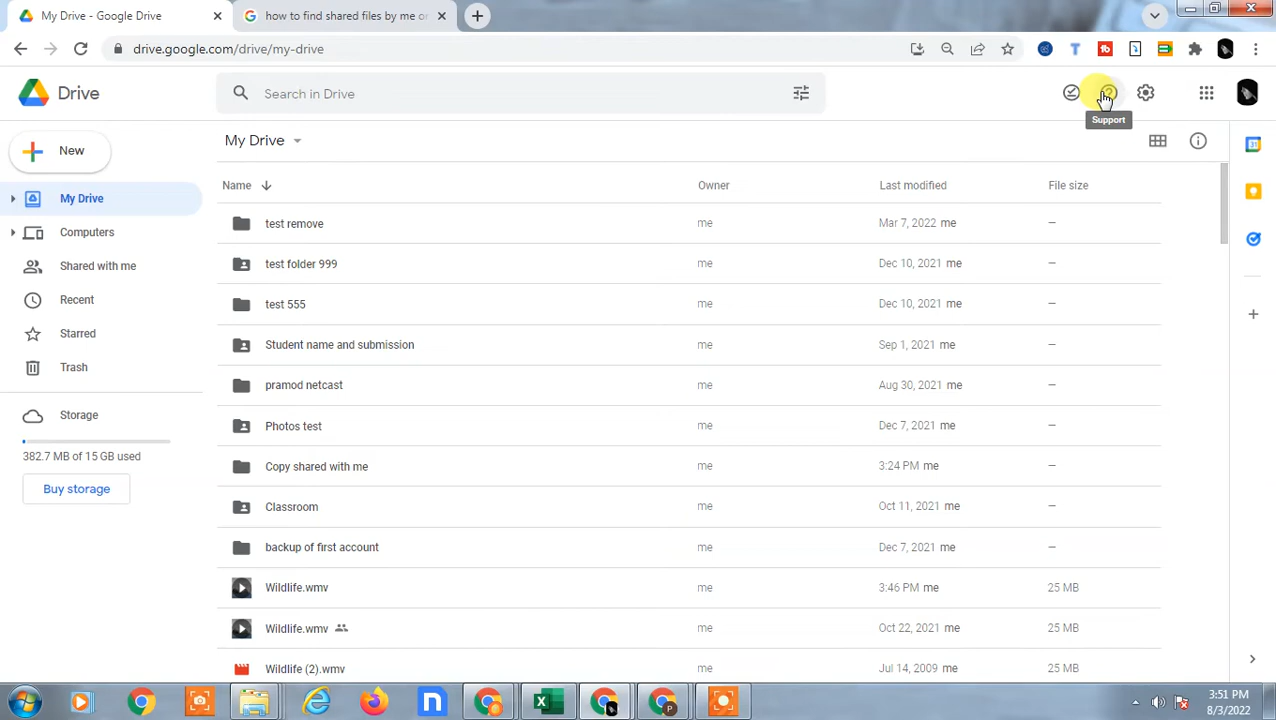 My Drive - Google Drive
how to find shared files by me on
drive.google.com/drive/my-drive
Drive
Search in Drive
Support
New
My Drive
My Drive
Computers
Shared with me
Recent
Starred
Trash
Storage
382.7 MB of 15 GB used
Buy storage
Name Owner Last modified File size
test remove me Mar 7, 2022 me —
test folder 999 me Dec 10, 2021 me —
test 555 me Dec 10, 2021 me —
Student name and submission me Sep 1, 2021 me —
pramod netcast me Aug 30, 2021 me —
Photos test me Dec 7, 2021 me —
Copy shared with me me 3:24 PM me —
Classroom me Oct 11, 2021 me —
backup of first account me Dec 7, 2021 me —
Wildlife.wmv me 3:46 PM me 25 MB
Wildlife.wmv me Oct 22, 2021 me 25 MB
Wildlife (2).wmv me Jul 14, 2009 me 25 MB
3:51 PM
8/3/2022